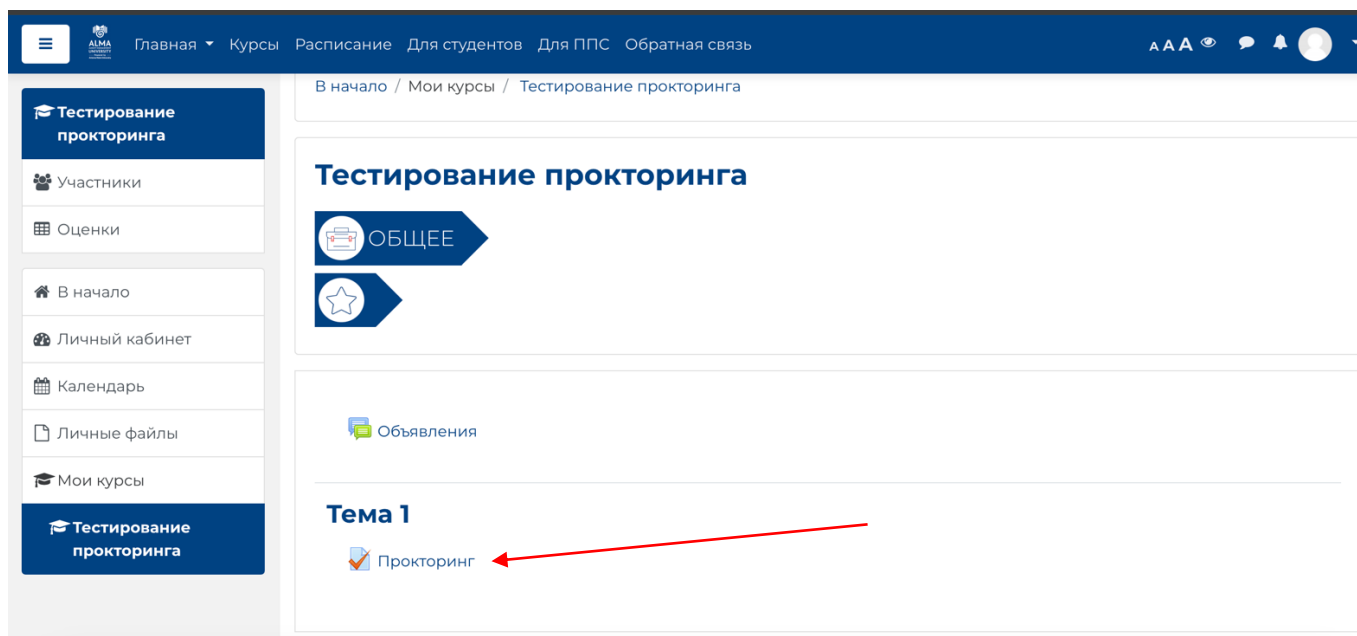 ALMA
UNIVERSITY
Главная Курсы Расписание Для студентов Для ППС Обратная связь
A A A
Тестирование
прокторинга
Участники
Оценки
В начало
Личный кабинет
Календарь
Личные файлы
Мои курсы
Тестирование
прокторинга
В начало / Мои курсы / Тестирование прокторинга
Тестирование прокторинга
ОБЩЕЕ
Объявления
Тема 1
Прокторинг